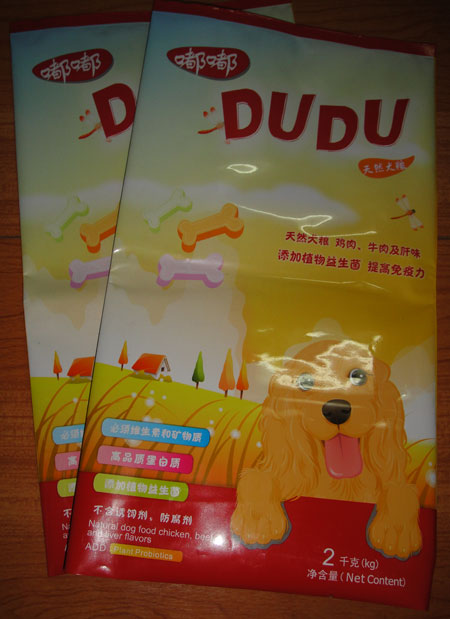 嘟嘟
嘟嘟
DUDU
天然犬粮
天然犬粮 鸡肉、牛肉及肝味
添加植物益生菌 提高免疫力
必须维生素和矿物质
高品质蛋白质
添加植物益生菌
不含诱饵剂、防腐剂
Natural dog food chicken, beef
and liver flavors
ADD Plant Probiotics
2 千克(kg)
净含量(Net Content)
D